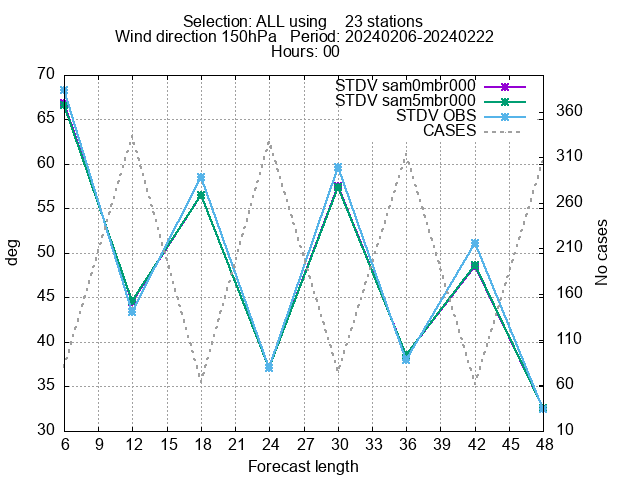 Selection: ALL using    23 stations
Wind direction 150hPa   Period: 20240206-20240222
Hours: 00
STDV sam0mbr000
STDV sam5mbr000
STDV OBS
CASES
70
65
60
55
50
45
40
35
30
deg
360
310
260
210
160
110
60
10
No cases
6 9 12 15 18 21 24 27 30 33 36 39 42 45 48
Forecast length